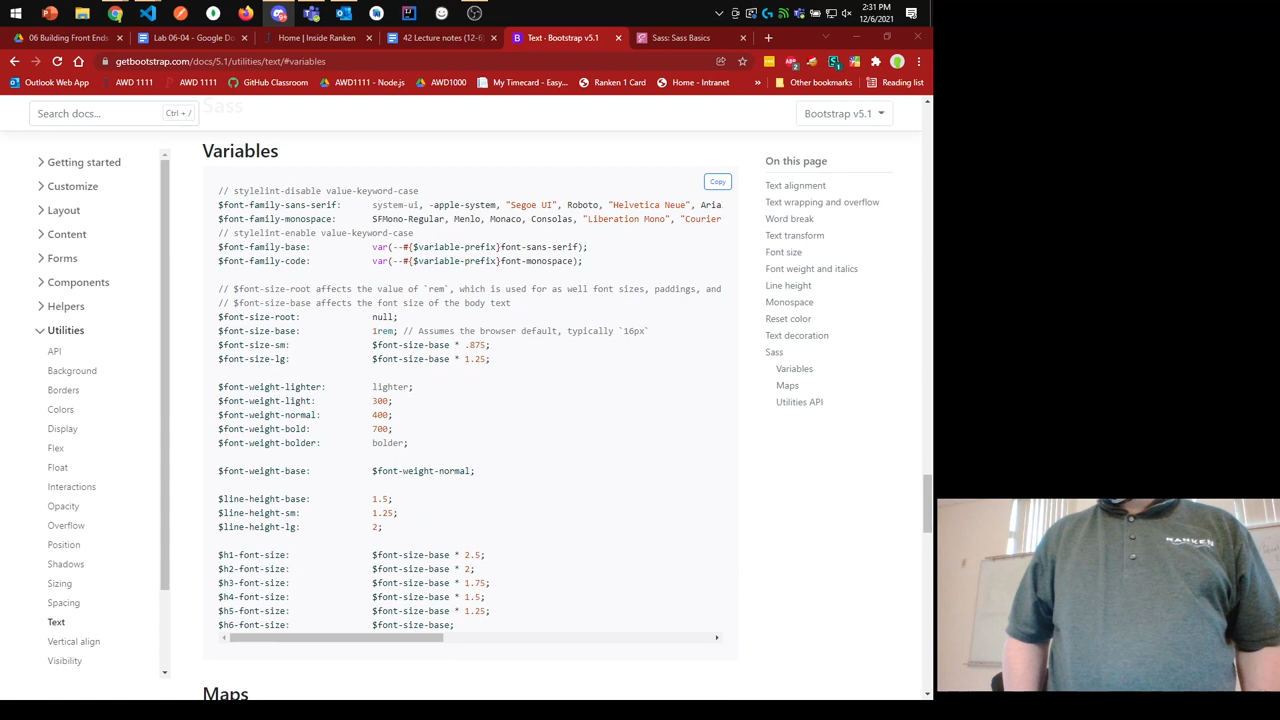 2:31 PM
12/6/2021
06 Building Front Ends
Lab 06-04 - Google Do
Home | Inside Ranken
42 Lecture notes (12-6)
Text · Bootstrap v5.1
Sass: Sass Basics
getbootstrap.com/docs/5.1/utilities/text/#variables
Outlook Web App
AWD 1111
AWD 1111
GitHub Classroom
AWD1111 - Node.js
AWD1000
My Timecard - Easy...
Ranken 1 Card
Home - Intranet
»
Other bookmarks
Reading list
Search docs...
Ctrl + /
Sass
Bootstrap v5.1
Getting started
Customize
Layout
Content
Forms
Components
Helpers
Utilities
API
Background
Borders
Colors
Display
Flex
Float
Interactions
Opacity
Overflow
Position
Shadows
Sizing
Spacing
Text
Vertical align
Visibility
Variables
Copy
// stylelint-disable value-keyword-case
$font-family-sans-serif: system-ui, -apple-system, "Segoe UI", Roboto, "Helvetica Neue", Aria
$font-family-monospace: SFMono-Regular, Menlo, Monaco, Consolas, "Liberation Mono", "Courier
// stylelint-enable value-keyword-case
$font-family-base: var(--#{$variable-prefix}font-sans-serif);
$font-family-code: var(--#{$variable-prefix}font-monospace);
// $font-size-root affects the value of `rem`, which is used for as well font sizes, paddings, and
// $font-size-base affects the font size of the body text
$font-size-root: null;
$font-size-base: 1rem; // Assumes the browser default, typically `16px`
$font-size-sm: $font-size-base * .875;
$font-size-lg: $font-size-base * 1.25;
$font-weight-lighter: lighter;
$font-weight-light: 300;
$font-weight-normal: 400;
$font-weight-bold: 700;
$font-weight-bolder: bolder;
$font-weight-base: $font-weight-normal;
$line-height-base: 1.5;
$line-height-sm: 1.25;
$line-height-lg: 2;
$h1-font-size: $font-size-base * 2.5;
$h2-font-size: $font-size-base * 2;
$h3-font-size: $font-size-base * 1.75;
$h4-font-size: $font-size-base * 1.5;
$h5-font-size: $font-size-base * 1.25;
$h6-font-size: $font-size-base;
Maps
On this page
Text alignment
Text wrapping and overflow
Word break
Text transform
Font size
Font weight and italics
Line height
Monospace
Reset color
Text decoration
Sass
Variables
Maps
Utilities API
RANKEN